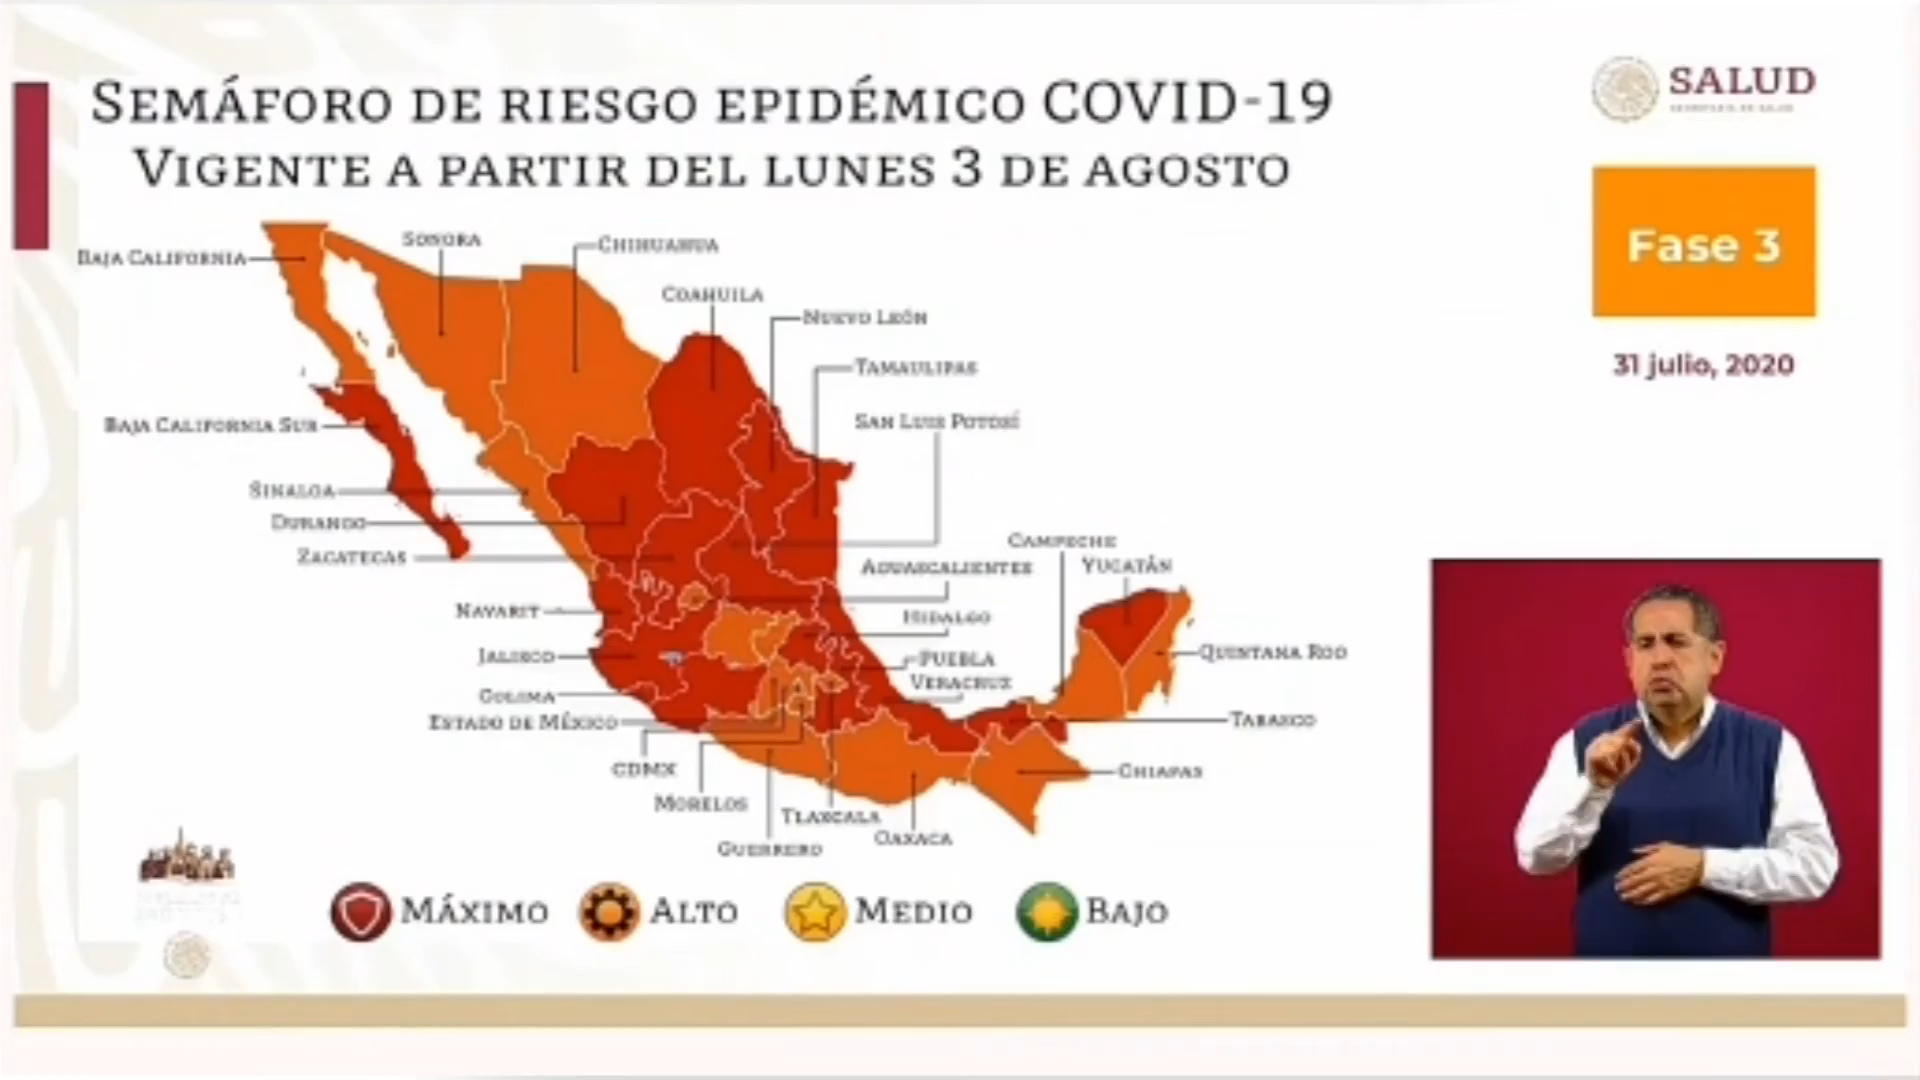 SEMÁFORO DE RIESGO EPIDÉMICO COVID-19
VIGENTE A PARTIR DEL LUNES 3 DE AGOSTO
SALUD
SECRETARÍA DE SALUD
Fase 3
31 julio, 2020
BAJA CALIFORNIA
SONORA
CHIHUAHUA
COAHUILA
NUEVO LEÓN
TAMAULIPAS
SAN LUIS POTOSÍ
BAJA CALIFORNIA SUR
SINALOA
DURANGO
ZACATECAS
CAMPECHE
YUCATÁN
AGUASCALIENTES
NAYARIT
HIDALGO
JALISCO
PUEBLA
QUINTANA ROO
VERACRUZ
COLIMA
ESTADO DE MÉXICO
TABASCO
CDMX
CHIAPAS
MORELOS
TLAXCALA
OAXACA
GUERRERO
MÁXIMO
ALTO
MEDIO
BAJO